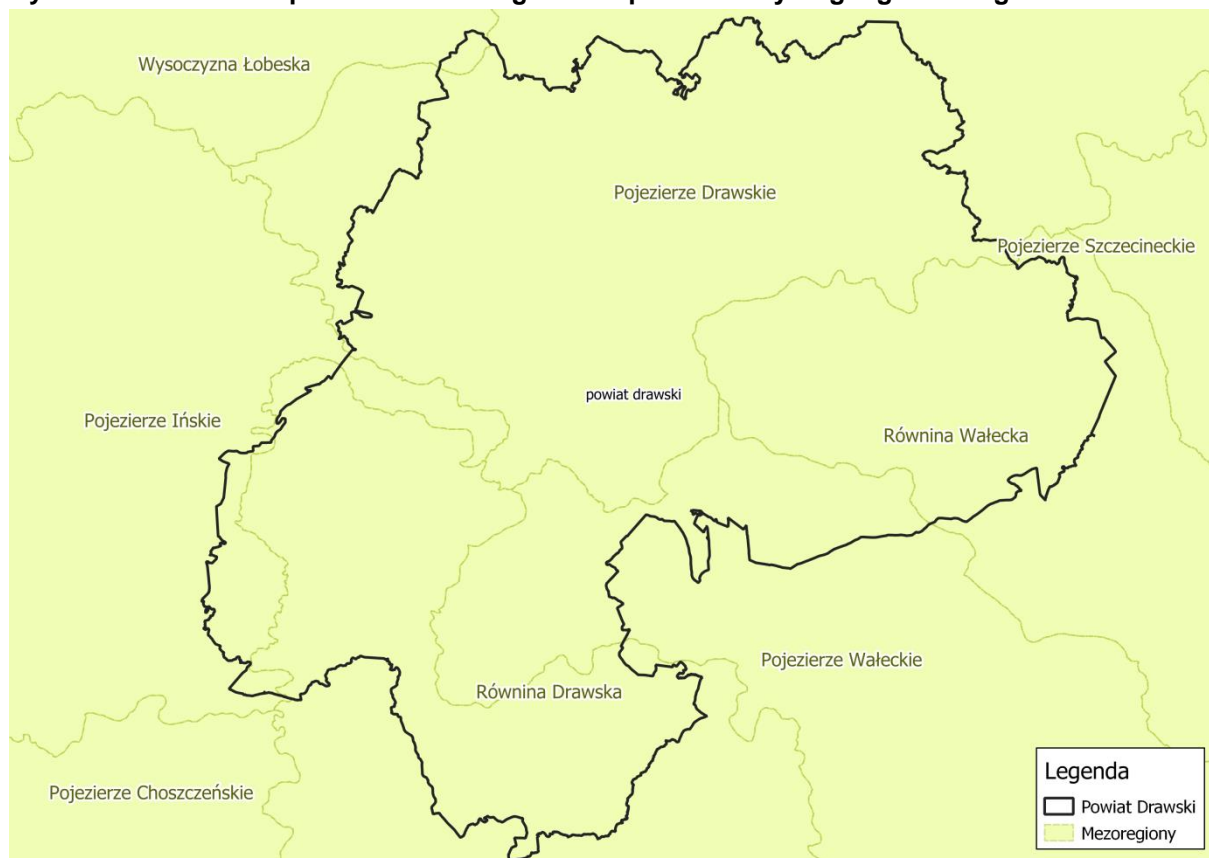 Wysoczyzna Łobeska
Pojezierze Drawskie
Pojezierze Szczecineckie
powiat drawski
Pojezierze Ińskie
Równina Wałecka
Pojezierze Wałeckie
Równina Drawska
Pojezierze Choszczeńskie
Legenda
Powiat Drawski
Mezoregiony